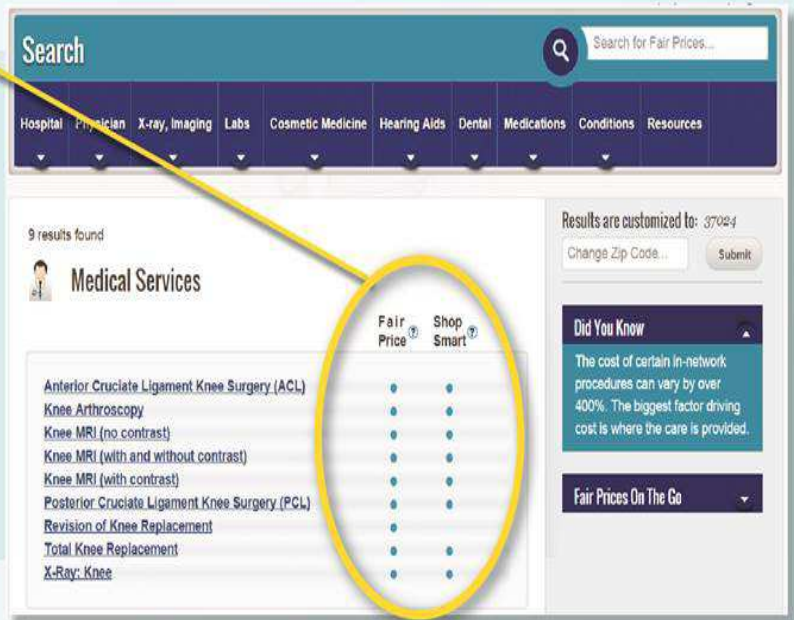 Search
Search for Fair Prices...
Hospital Physician X-ray, Imaging Labs Cosmetic Medicine Hearing Aids Dental Medications Conditions Resources
9 results found
Medical Services
Fair Price ? Shop Smart ?
Anterior Cruciate Ligament Knee Surgery (ACL)
Knee Arthroscopy
Knee MRI (no contrast)
Knee MRI (with and without contrast)
Knee MRI (with contrast)
Posterior Cruciate Ligament Knee Surgery (PCL)
Revision of Knee Replacement
Total Knee Replacement
X-Ray: Knee
Results are customized to: 37024
Change Zip Code... Submit
Did You Know
The cost of certain in-network
procedures can vary by over
400%. The biggest factor driving
cost is where the care is provided.
Fair Prices On The Go